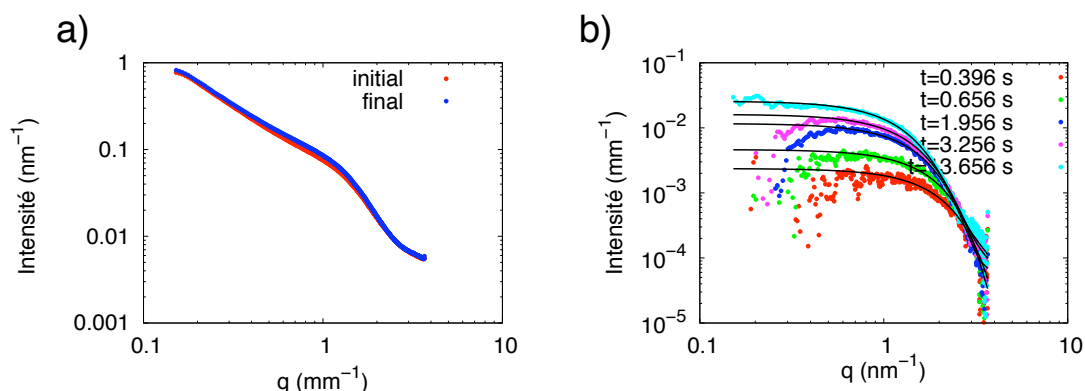 a)
1
0.1
0.01
0.001
0.1
1
10
Intensité (nm⁻¹)
q (mm⁻¹)
initial
final
b)
10⁻¹
10⁻²
10⁻³
10⁻⁴
10⁻⁵
0.1
1
10
Intensité (nm⁻¹)
q (nm⁻¹)
t=0.396 s
t=0.656 s
t=1.956 s
t=3.256 s
3.656 s